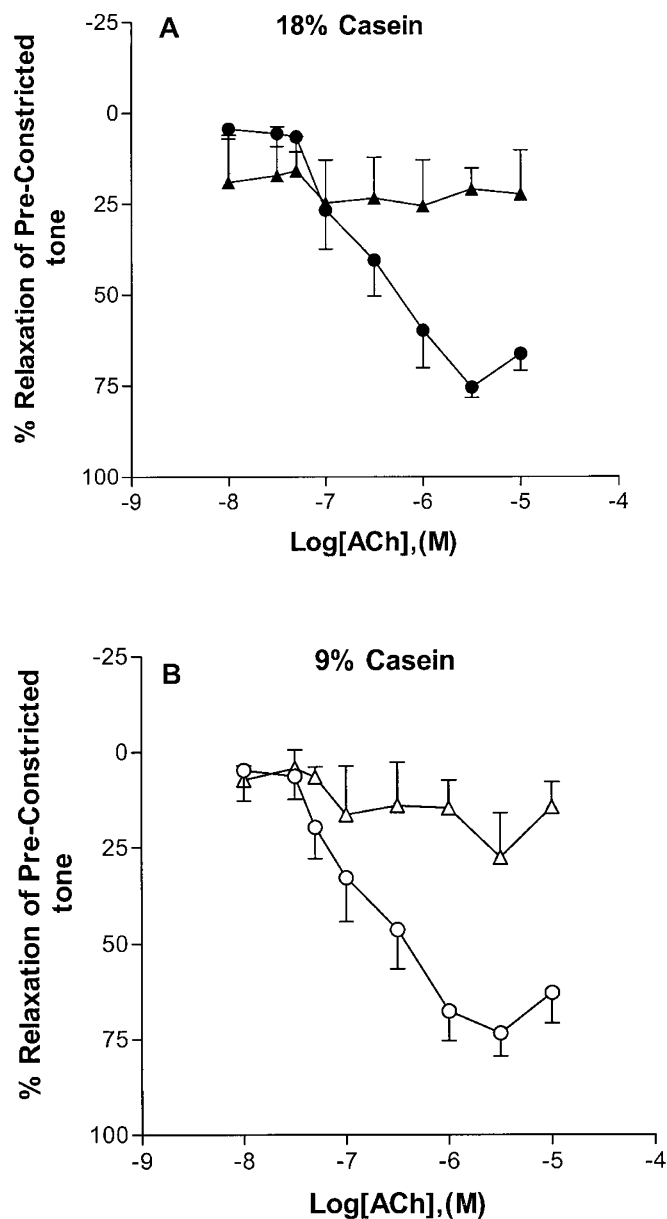 A
18% Casein
-25
0
25
50
75
100
% Relaxation of Pre-Constricted
tone
-9
-8
-7
-6
-5
-4
Log[ACh],(M)
B
9% Casein
-25
0
25
50
75
100
% Relaxation of Pre-Constricted
tone
-9
-8
-7
-6
-5
-4
Log[ACh],(M)